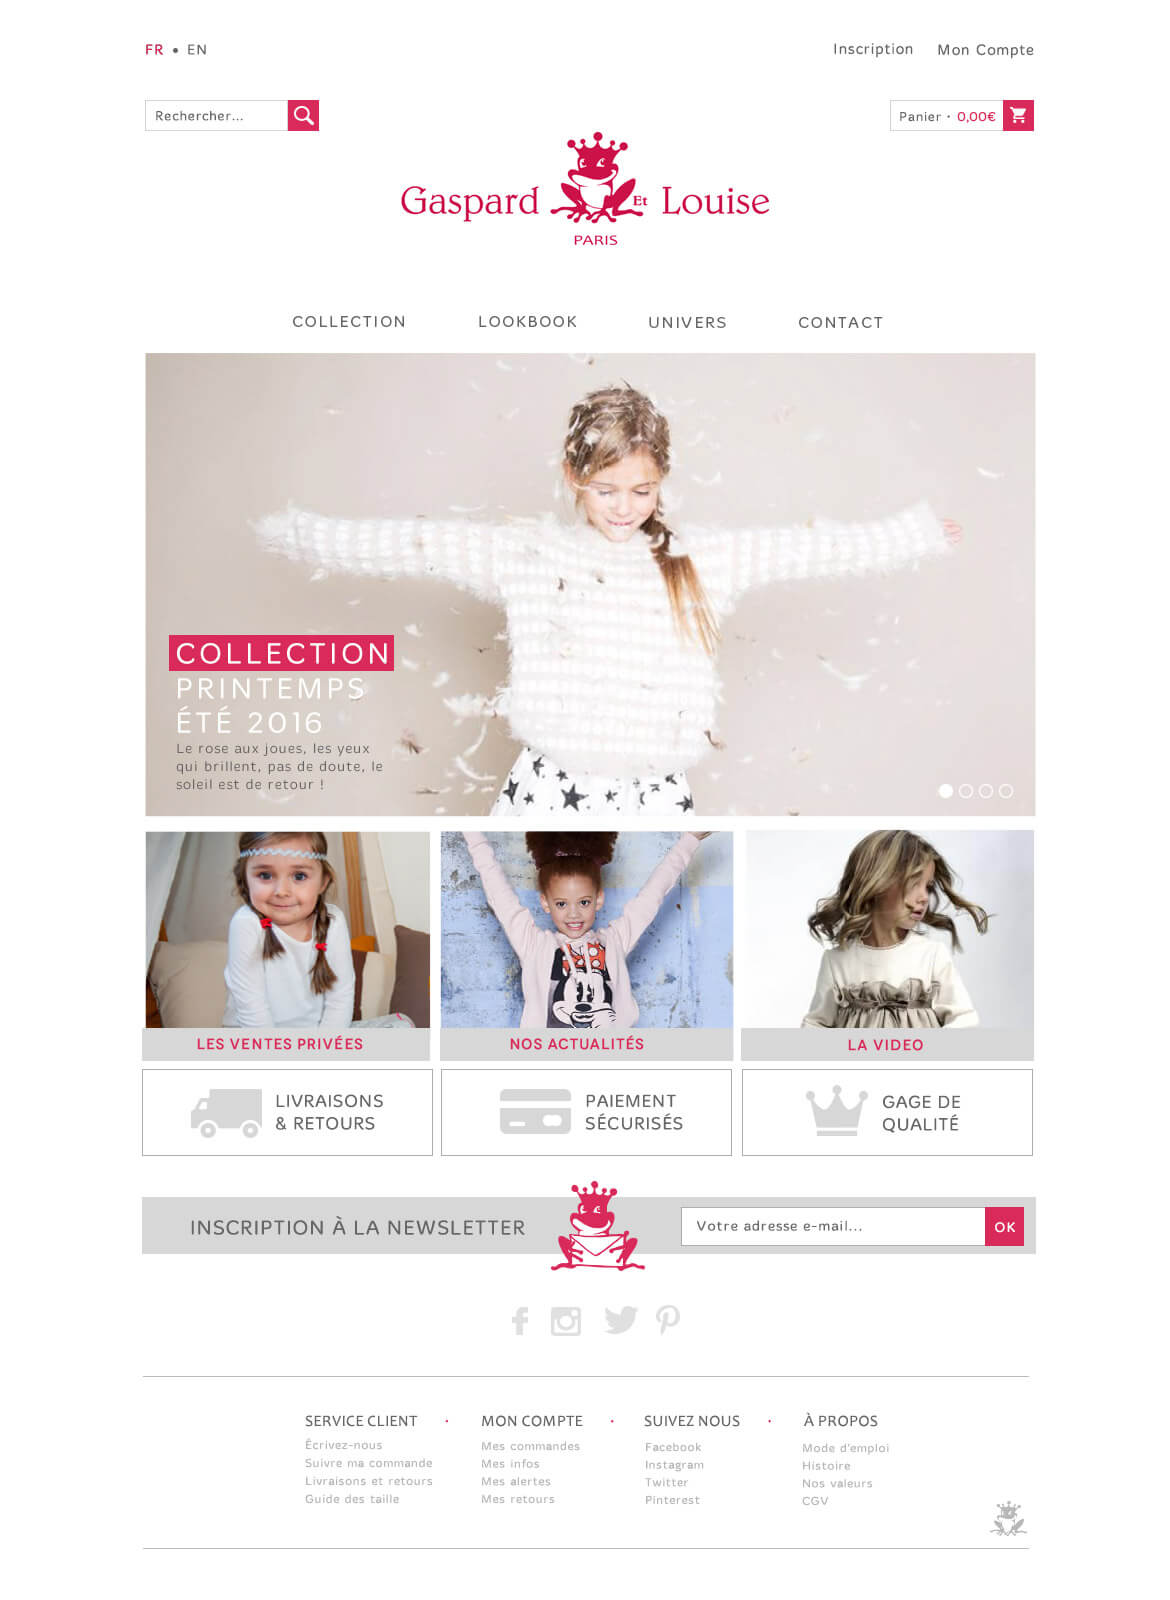 FR • EN
Inscription Mon Compte
Rechercher...
Panier · 0,00€
Gaspard Et Louise
PARIS
COLLECTION LOOKBOOK UNIVERS CONTACT
COLLECTION
PRINTEMPS
ÉTÉ 2016
Le rose aux joues, les yeux
qui brillent, pas de doute, le
soleil est de retour !
LES VENTES PRIVÉES
NOS ACTUALITÉS
LA VIDEO
LIVRAISONS
& RETOURS
PAIEMENT
SÉCURISÉS
GAGE DE
QUALITÉ
INSCRIPTION À LA NEWSLETTER
Votre adresse e-mail...
OK
SERVICE CLIENT
Écrivez-nous
Suivre ma commande
Livraisons et retours
Guide des taille
MON COMPTE
Mes commandes
Mes infos
Mes alertes
Mes retours
SUIVEZ NOUS
Facebook
Instagram
Twitter
Pinterest
À PROPOS
Mode d'emploi
Histoire
Nos valeurs
CGV